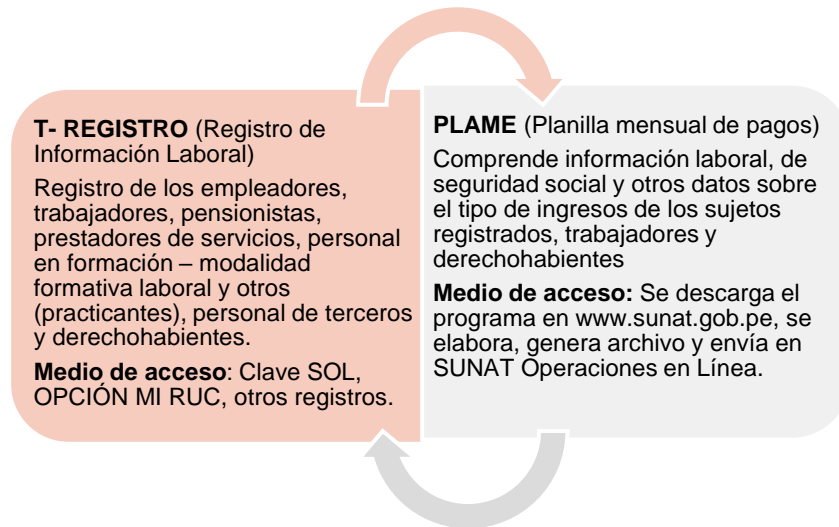 T- REGISTRO (Registro de
Información Laboral)
Registro de los empleadores,
trabajadores, pensionistas,
prestadores de servicios, personal
en formación – modalidad
formativa laboral y otros
(practicantes), personal de terceros
y derechohabientes.
Medio de acceso: Clave SOL,
OPCIÓN MI RUC, otros registros.
PLAME (Planilla mensual de pagos)
Comprende información laboral, de
seguridad social y otros datos sobre
el tipo de ingresos de los sujetos
registrados, trabajadores y
derechohabientes
Medio de acceso: Se descarga el
programa en www.sunat.gob.pe, se
elabora, genera archivo y envía en
SUNAT Operaciones en Línea.